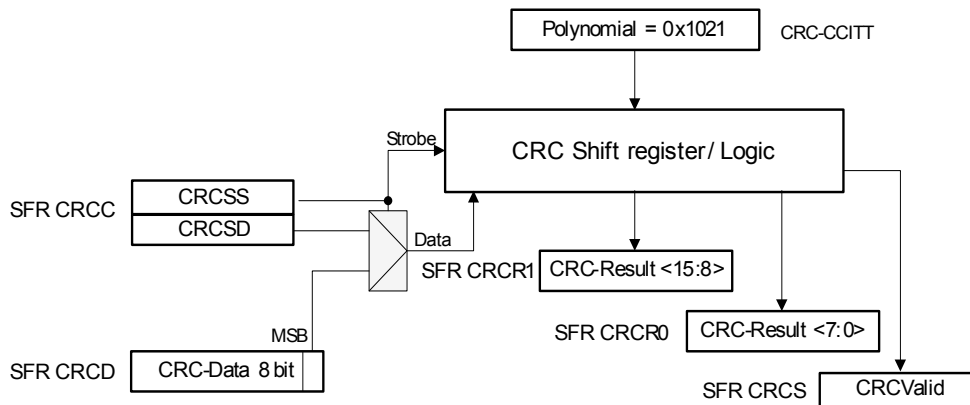 Polynomial = 0x1021
CRC-CCITT
Strobe
CRC Shift register/ Logic
SFR CRCC
CRCSS
CRCSD
Data
SFR CRCR1
CRC-Result <15:8>
MSB
SFR CRCR0
CRC-Result <7:0>
SFR CRCD
CRC-Data 8 bit
SFR CRCS
CRCValid